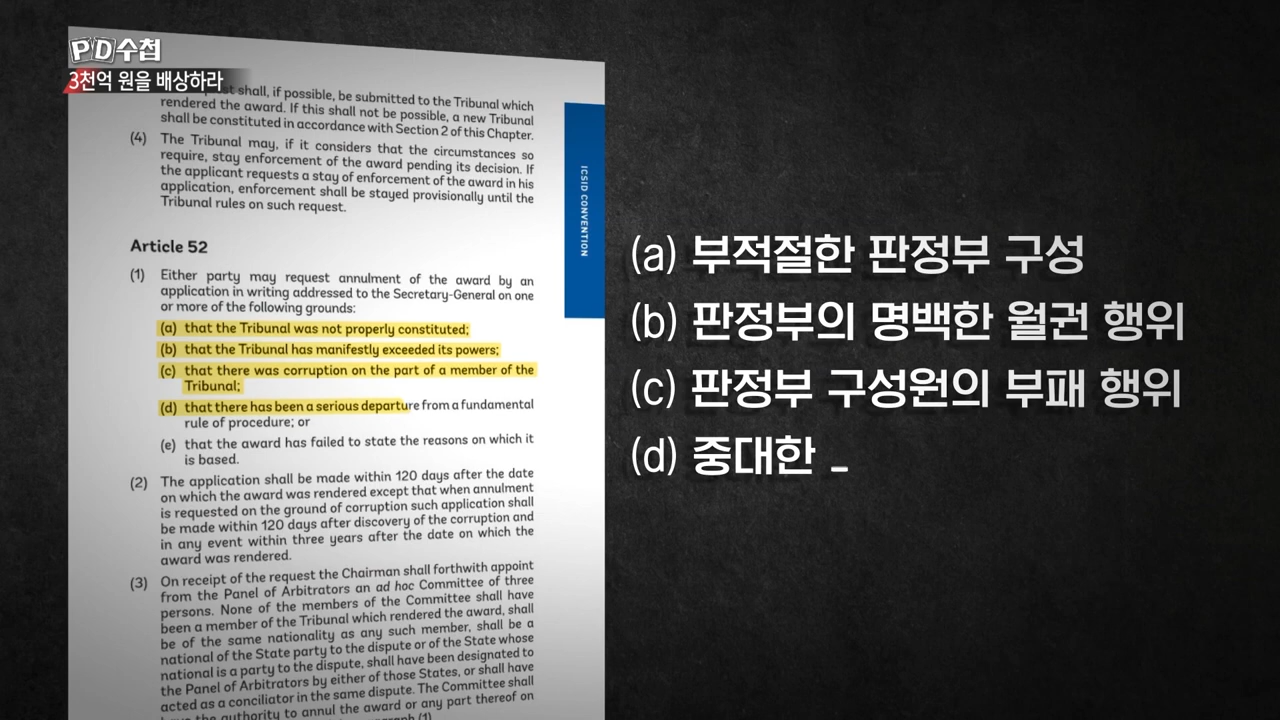 PD수첩
3천억 원을 배상하라
shall, if possible, be submitted to the Tribunal which
rendered the award. If this shall not be possible, a new Tribunal
shall be constituted in accordance with Section 2 of this Chapter.
(4) The Tribunal may, if it considers that the circumstances so
require, stay enforcement of the award pending its decision. If
the applicant requests a stay of enforcement of the award in his
application, enforcement shall be stayed provisionally until the
Tribunal rules on such request.
Article 52
(1) Either party may request annulment of the award by an
application in writing addressed to the Secretary-General on one
or more of the following grounds:
(a) that the Tribunal was not properly constituted;
(b) that the Tribunal has manifestly exceeded its powers;
(c) that there was corruption on the part of a member of the
Tribunal;
(d) that there has been a serious departure from a fundamental
rule of procedure; or
(e) that the award has failed to state the reasons on which it
is based.
(2) The application shall be made within 120 days after the date
on which the award was rendered except that when annulment
is requested on the ground of corruption such application shall
be made within 120 days after discovery of the corruption and
in any event within three years after the date on which the
award was rendered.
(3) On receipt of the request the Chairman shall forthwith appoint
from the Panel of Arbitrators an ad hoc Committee of three
persons. None of the members of the Committee shall have
been a member of the Tribunal which rendered the award, shall
be of the same nationality as any such member, shall be a
national of the State party to the dispute or of the State whose
national is a party to the dispute, shall have been designated to
the Panel of Arbitrators by either of those States, or shall have
acted as a conciliator in the same dispute. The Committee shall
have the authority to annul the award or any part thereof on
ICSID CONVENTION
(a) 부적절한 판정부 구성
(b) 판정부의 명백한 월권 행위
(c) 판정부 구성원의 부패 행위
(d) 중대한 _